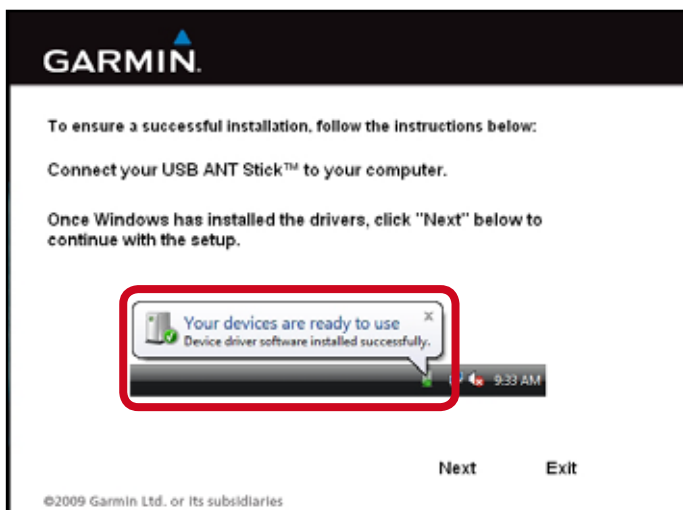 GARMIN.
To ensure a successful installation, follow the instructions below:
Connect your USB ANT Stick™ to your computer.
Once Windows has installed the drivers, click "Next" below to
continue with the setup.
Your devices are ready to use
Device driver software installed successfully.
9:33 AM
Next Exit
©2009 Garmin Ltd. or its subsidiaries